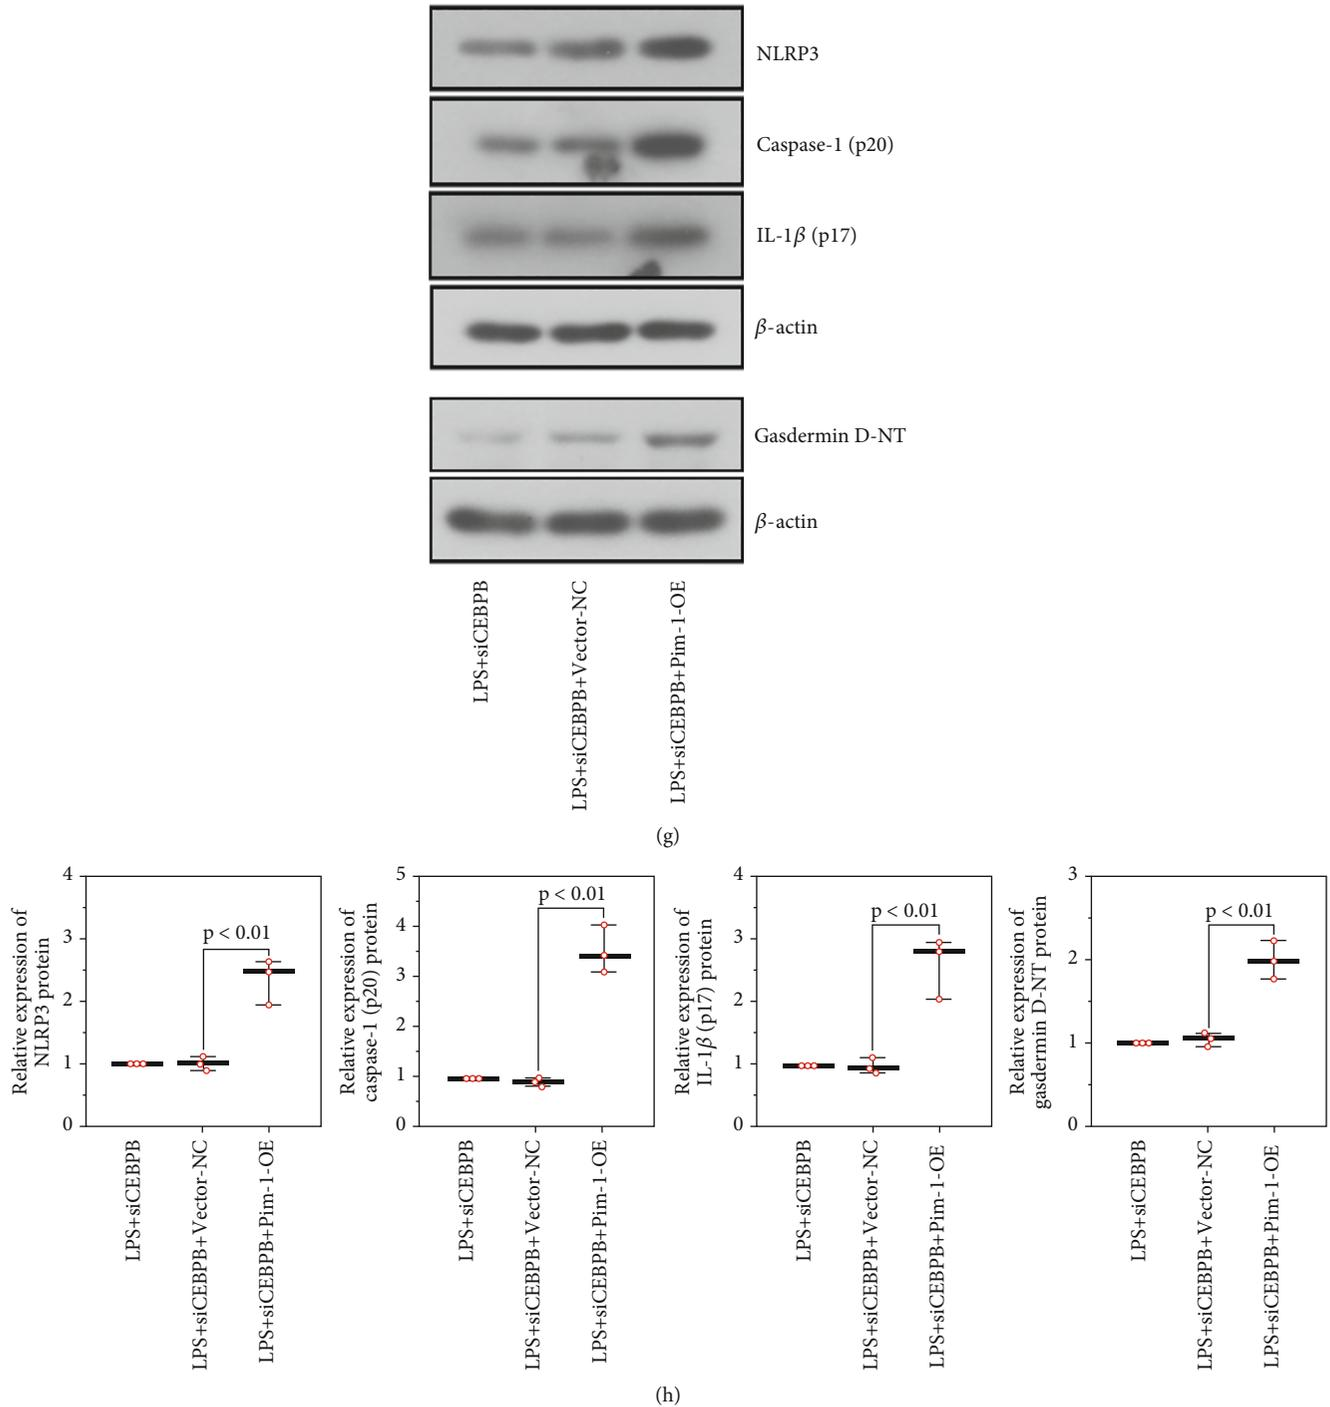 NLRP3
Caspase-1 (p20)
IL-1β (p17)
β-actin
Gasdermin D-NT
β-actin
LPS+siCEBPB
LPS+siCEBPB+Vector-NC
LPS+siCEBPB+Pim-1-OE
(g)
Relative expression of
NLRP3 protein
4
3
2
1
0
p < 0.01
LPS+siCEBPB
LPS+siCEBPB+Vector-NC
LPS+siCEBPB+Pim-1-OE
Relative expression of
caspase-1 (p20) protein
5
4
3
2
1
0
p < 0.01
LPS+siCEBPB
LPS+siCEBPB+Vector-NC
LPS+siCEBPB+Pim-1-OE
Relative expression of
IL-1β (p17) protein
4
3
2
1
0
p < 0.01
LPS+siCEBPB
LPS+siCEBPB+Vector-NC
LPS+siCEBPB+Pim-1-OE
Relative expression of
gasdermin D-NT protein
3
2
1
0
p < 0.01
LPS+siCEBPB
LPS+siCEBPB+Vector-NC
LPS+siCEBPB+Pim-1-OE
(h)